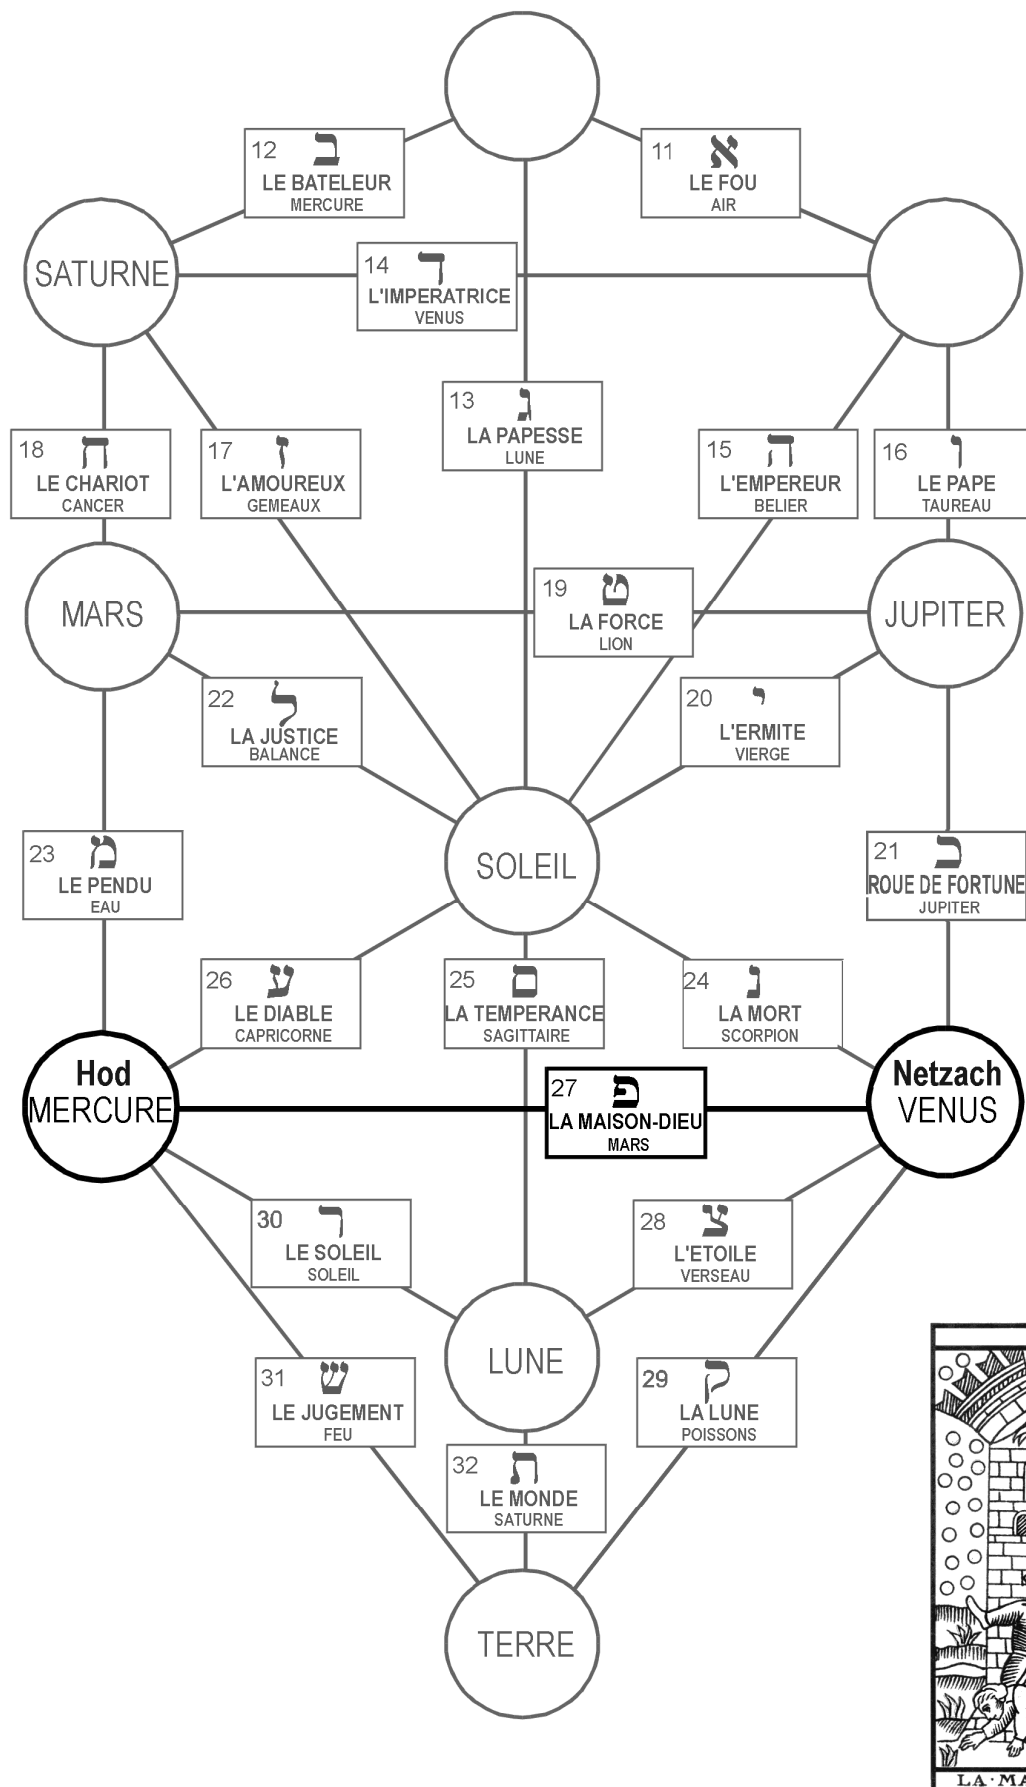 12 ב
LE BATELEUR
MERCURE
11 א
LE FOU
AIR
SATURNE
14 ד
L'IMPERATRICE
VENUS
13 ג
LA PAPESSE
LUNE
18 ח
LE CHARIOT
CANCER
17 ז
L'AMOUREUX
GEMEAUX
15 ה
L'EMPEREUR
BELIER
16 ו
LE PAPE
TAUREAU
MARS
19 ט
LA FORCE
LION
JUPITER
22 ל
LA JUSTICE
BALANCE
20 י
L'ERMITE
VIERGE
23 מ
LE PENDU
EAU
SOLEIL
21 כ
ROUE DE FORTUNE
JUPITER
26 ע
LE DIABLE
CAPRICORNE
25 ם
LA TEMPERANCE
SAGITTAIRE
24 נ
LA MORT
SCORPION
Hod
MERCURE
27 פ
LA MAISON-DIEU
MARS
Netzach
VENUS
30 ר
LE SOLEIL
SOLEIL
28 צ
L'ETOILE
VERSEAU
LUNE
31 ש
LE JUGEMENT
FEU
29 ק
LA LUNE
POISSONS
32 ת
LE MONDE
SATURNE
TERRE
LA·MA